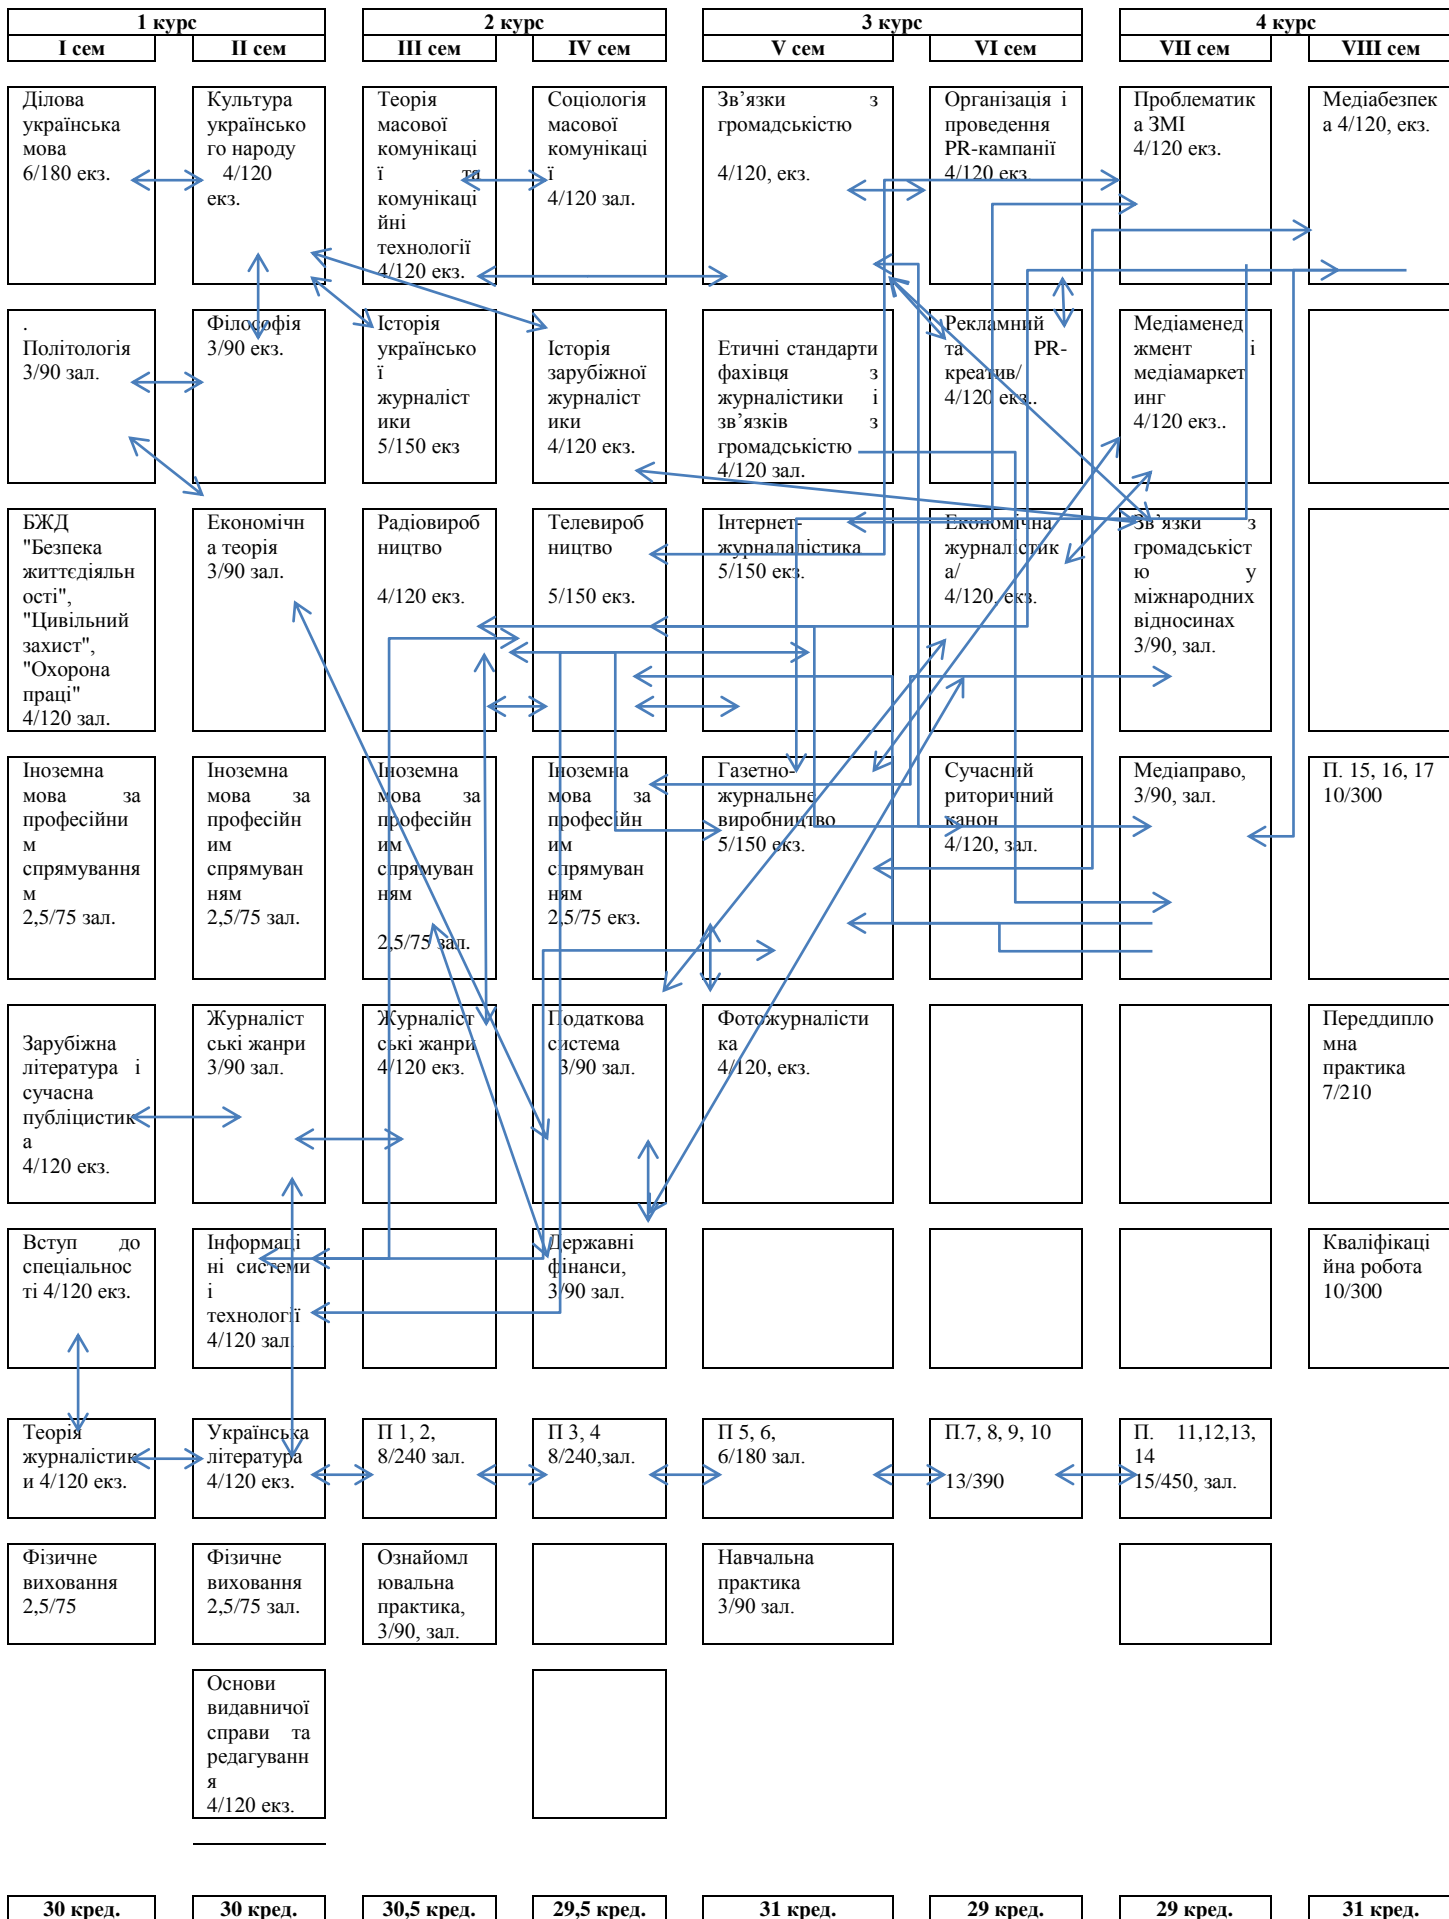 1 курс
2 курс
3 курс
4 курс
I сем
II сем
III сем
IV сем
V сем
VI сем
VII сем
VIII сем
Ділова
українська
мова
6/180 екз.
Культура
українсько
го народу
4/120
екз.
Теорія
масової
комунікаці
ї та
комунікаці
йні
технології
4/120 екз.
Соціологія
масової
комунікаці
ї
4/120 зал.
Зв’язки з
громадськістю
4/120, екз.
Організація і
проведення
PR-кампанії
4/120 екз.
Проблематик
а ЗМІ
4/120 екз.
Медіабезпек
а 4/120, екз.
.
Політологія
3/90 зал.
Філософія
3/90 екз.
Історія
українсько
ї
журналіст
ики
5/150 екз
Історія
зарубіжної
журналіст
ики
4/120 екз.
Етичні стандарти
фахівця з
журналістики і
зв’язків з
громадськістю
4/120 зал.
Рекламний
та PR-
креатив/
4/120 екз..
Медіаменед
жмент і
медіамаркет
инг
4/120 екз..
БЖД
"Безпека
життєдіяльн
ості",
"Цивільний
захист",
"Охорона
праці"
4/120 зал.
Економічн
а теорія
3/90 зал.
Радіовироб
ництво
4/120 екз.
Телевироб
ництво
5/150 екз.
Інтернет-
журналалістика
5/150 екз.
Економічна
журналістик
а/
4/120, екз.
Зв’язки з
громадськіст
ю у
міжнародних
відносинах
3/90, зал.
Іноземна
мова за
професійни
м
спрямування
м
2,5/75 зал.
Іноземна
мова за
професійн
им
спрямуван
ням
2,5/75 зал.
Іноземна
мова за
професійн
им
спрямуван
ням
2,5/75 зал.
Іноземна
мова за
професійн
им
спрямуван
ням
2,5/75 екз.
Газетно-
журнальне
виробництво
5/150 екз.
Сучасний
риторичний
канон
4/120, зал.
Медіаправо,
3/90, зал.
П. 15, 16, 17
10/300
Зарубіжна
література і
сучасна
публіцистик
а
4/120 екз.
Журналіст
ські жанри
3/90 зал.
Журналіст
ські жанри
4/120 екз.
Податкова
система
3/90 зал.
Фотожурналісти
ка
4/120, екз.
Переддипло
мна
практика
7/210
Вступ до
спеціальнос
ті 4/120 екз.
Інформаці
ні системи
і
технології
4/120 зал.
Державні
фінанси,
3/90 зал.
Кваліфікаці
йна робота
10/300
Теорія
журналістик
и 4/120 екз.
Українська
література
4/120 екз.
П 1, 2,
8/240 зал.
П 3, 4
8/240,зал.
П 5, 6,
6/180 зал.
П.7, 8, 9, 10
13/390
П. 11,12,13,
14
15/450, зал.
Фізичне
виховання
2,5/75
Фізичне
виховання
2,5/75 зал.
Ознайомл
ювальна
практика,
3/90, зал.
Навчальна
практика
3/90 зал.
Основи
видавничої
справи та
редагуванн
я
4/120 екз.
30 кред.
30 кред.
30,5 кред.
29,5 кред.
31 кред.
29 кред.
29 кред.
31 кред.